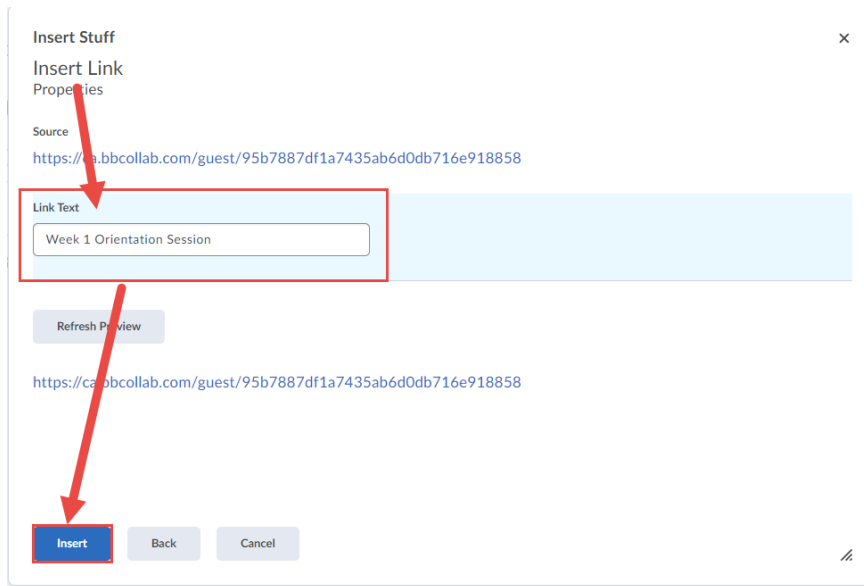 Insert Stuff
Insert Link
Properties
Source
https://ca.bbcollab.com/guest/95b7887df1a7435ab6d0db716e918858
Link Text
Week 1 Orientation Session
Refresh Preview
https://ca.bbcollab.com/guest/95b7887df1a7435ab6d0db716e918858
Insert Back Cancel